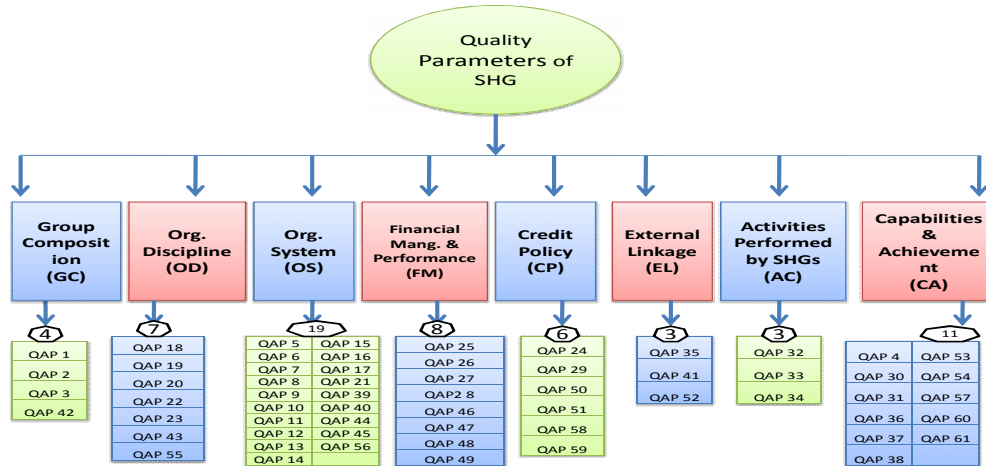 Quality
Parameters of
SHG
Group
Composit
ion
(GC)
Org.
Discipline
(OD)
Org.
System
(OS)
Financial
Mang. &
Performance
(FM)
Credit
Policy
(CP)
External
Linkage
(EL)
Activities
Performed
by SHGs
(AC)
Capabilities
&
Achieveme
nt
(CA)
4
QAP 1
QAP 2
QAP 3
QAP 42
7
QAP 18
QAP 19
QAP 20
QAP 22
QAP 23
QAP 43
QAP 55
19
QAP 5 QAP 15
QAP 6 QAP 16
QAP 7 QAP 17
QAP 8 QAP 21
QAP 9 QAP 39
QAP 10 QAP 40
QAP 11 QAP 44
QAP 12 QAP 45
QAP 13 QAP 56
QAP 14
8
QAP 25
QAP 26
QAP 27
QAP2 8
QAP 46
QAP 47
QAP 48
QAP 49
6
QAP 24
QAP 29
QAP 50
QAP 51
QAP 58
QAP 59
3
QAP 35
QAP 41
QAP 52
3
QAP 32
QAP 33
QAP 34
11
QAP 4 QAP 53
QAP 30 QAP 54
QAP 31 QAP 57
QAP 36 QAP 60
QAP 37 QAP 61
QAP 38